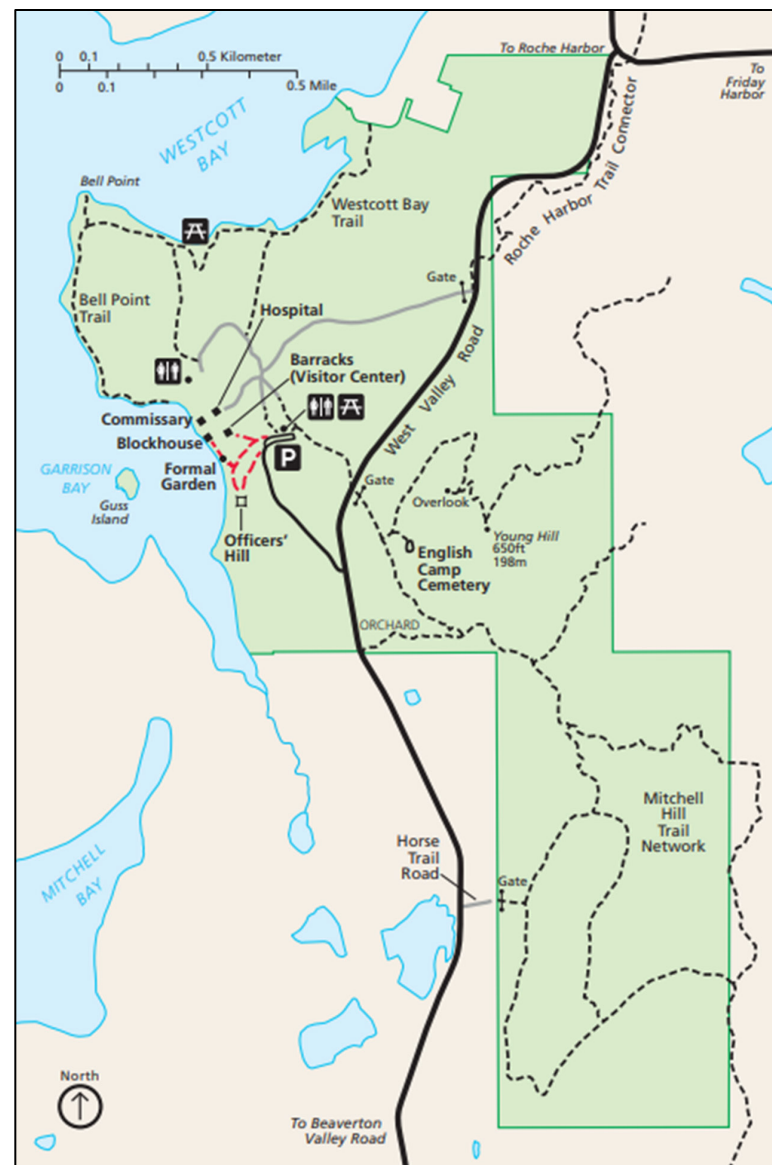 To Roche Harbor
To
Friday
Harbor
0 0.1 0.5 Kilometer
0 0.1 0.5 Mile
WESTCOTT
BAY
Roche Harbor Trail Connector
Bell Point
Westcott Bay
Trail
Gate
Bell Point
Trail
Hospital
West Valley Road
Barracks
(Visitor Center)
Commissary
Blockhouse
P
GARRISON
BAY
Formal
Garden
Gate
Guss
Island
Overlook
Young Hill
650ft
198m
Officers'
Hill
English
Camp
Cemetery
ORCHARD
Mitchell
Hill
Trail
Network
Horse
Trail
Road
Gate
MITCHELL
BAY
North
To Beaverton
Valley Road